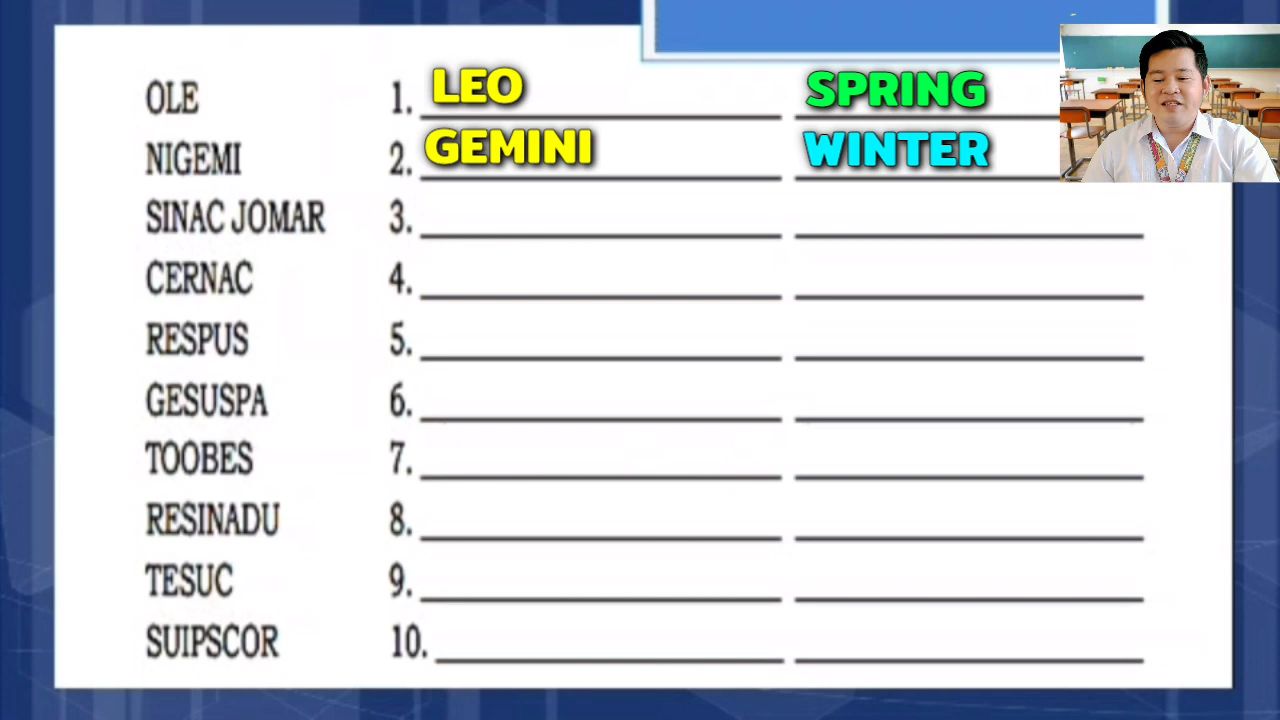 OLE 1. LEO SPRING
NIGEMI 2. GEMINI WINTER
SINAC JOMAR 3.
CERNAC 4.
RESPUS 5.
GESUSPA 6.
TOOBES 7.
RESINADU 8.
TESUC 9.
SUIPSCOR 10.